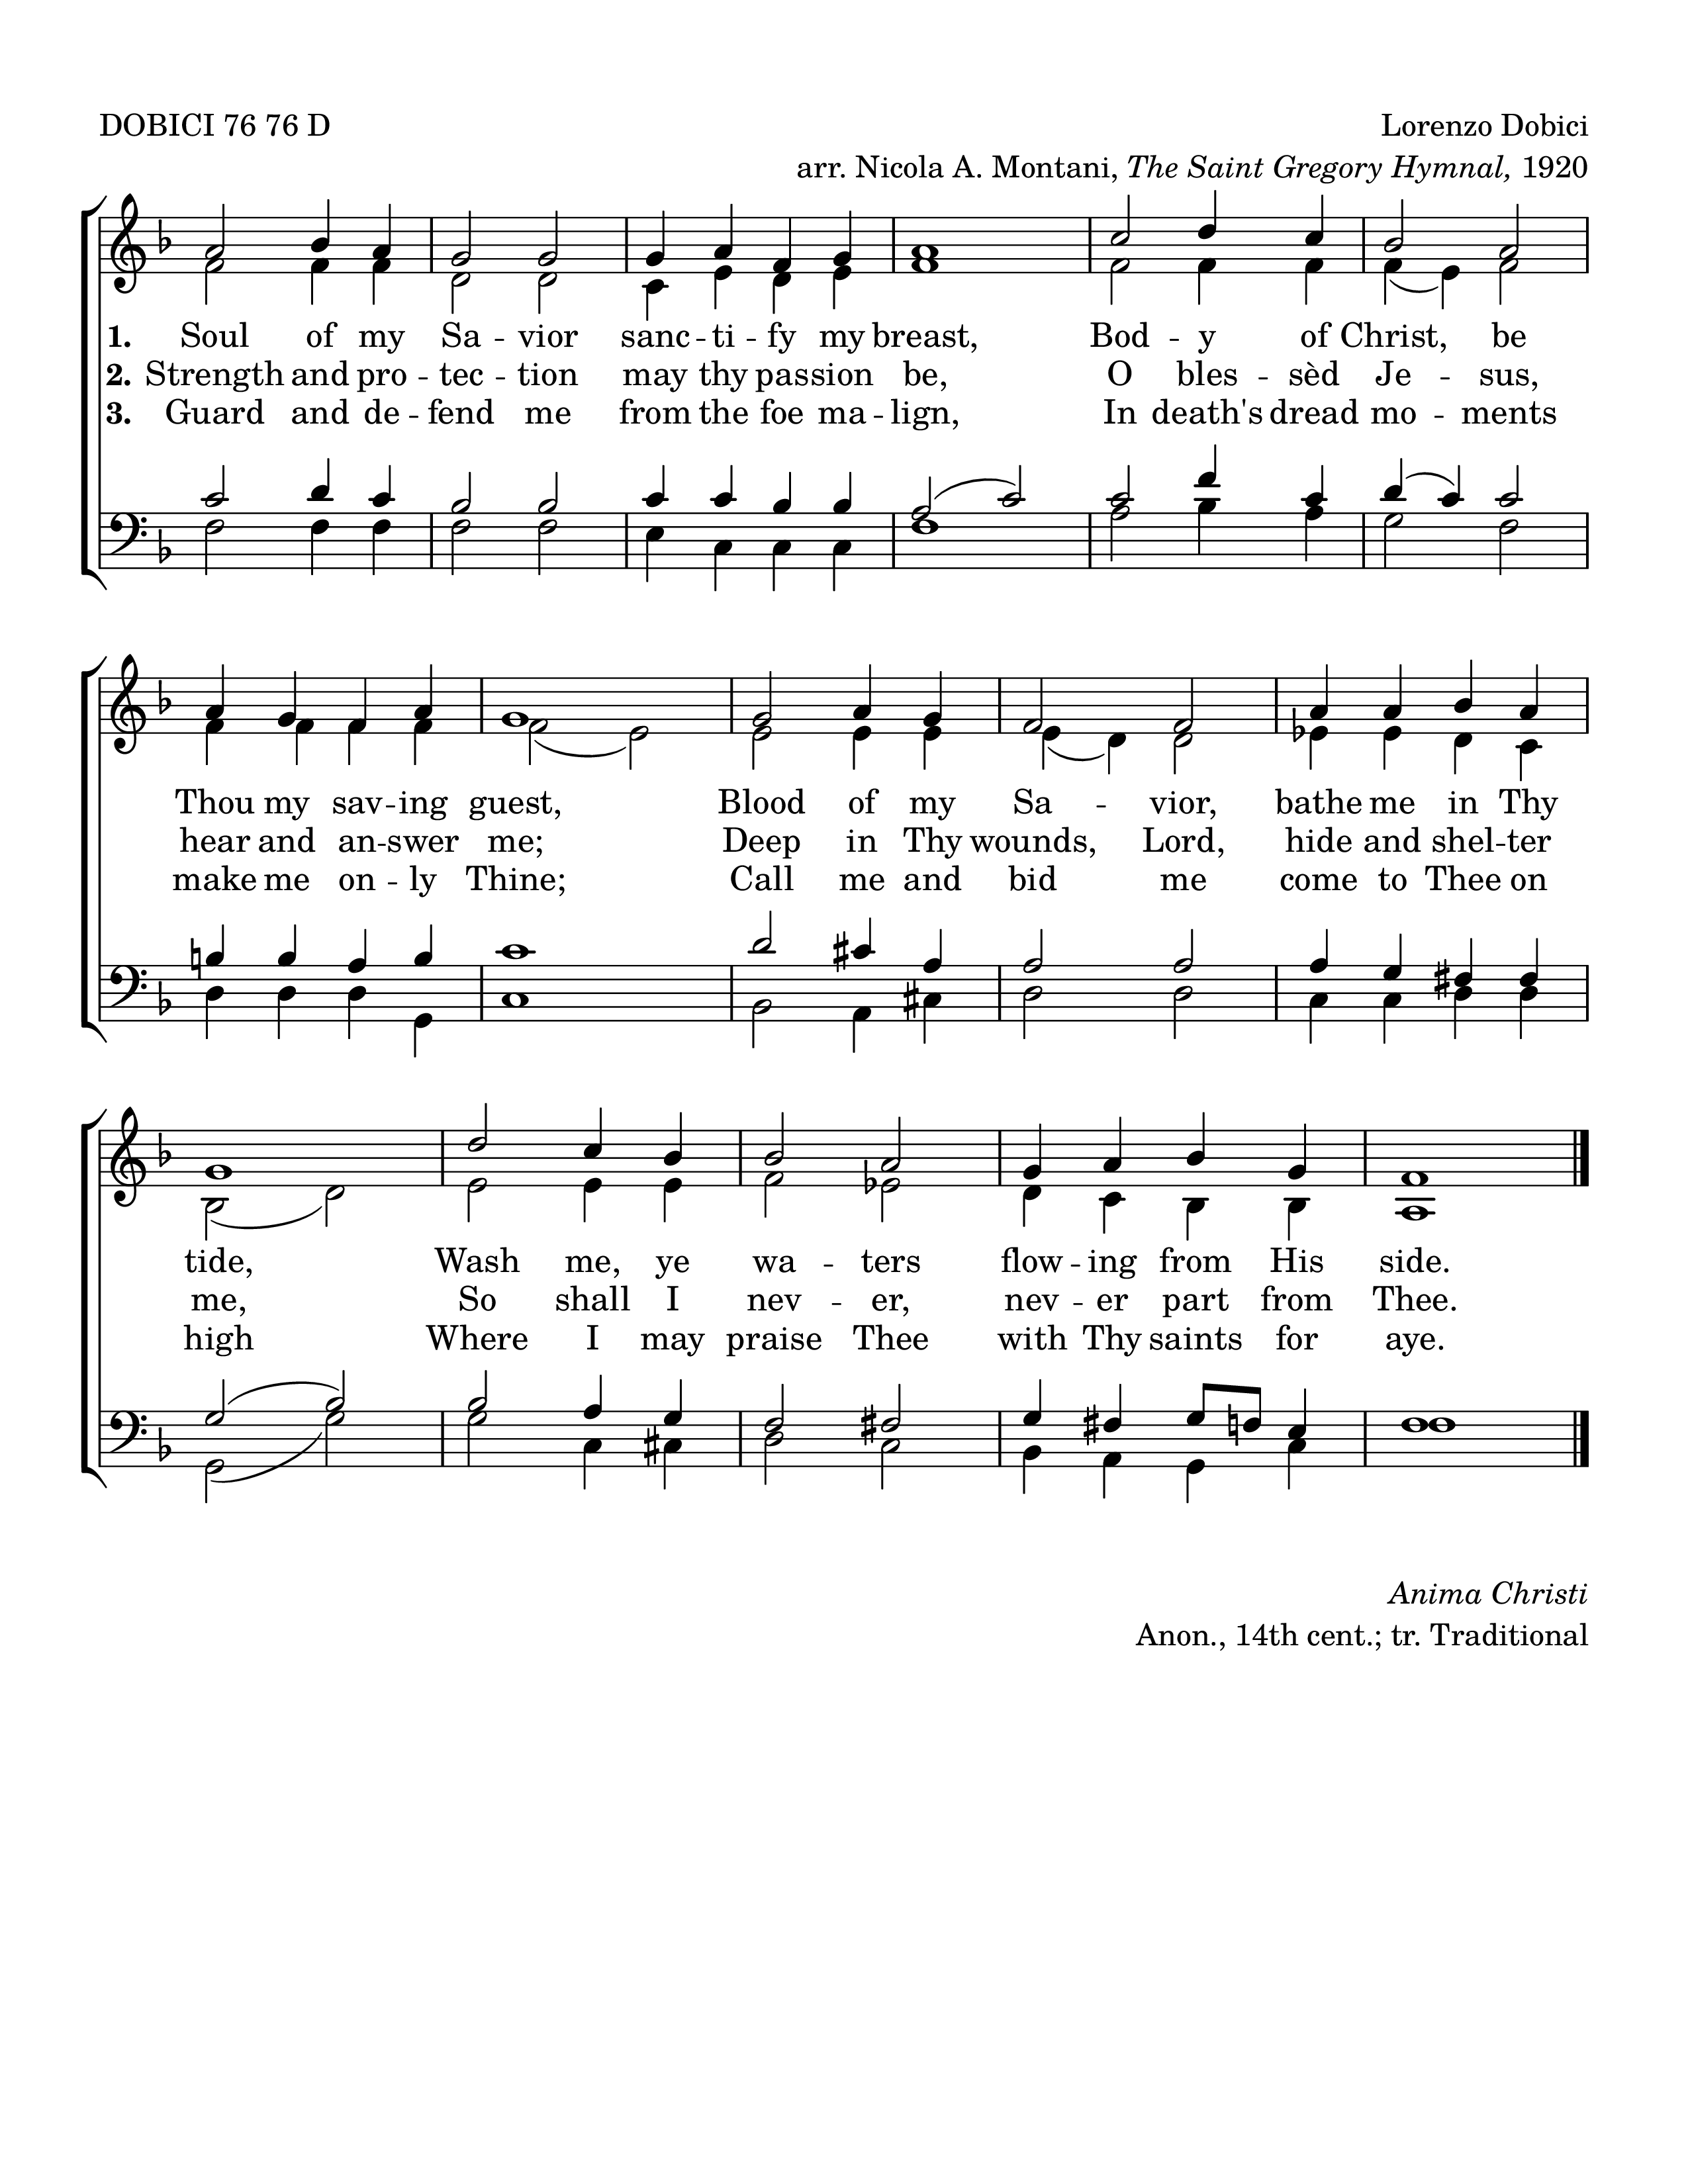 DOBICI 76 76 D
Lorenzo Dobici
arr. Nicola A. Montani, The Saint Gregory Hymnal, 1920
1. Soul of my Sa -- vior sanc -- ti -- fy my breast, Bod -- y of Christ, be
2. Strength and pro -- tec -- tion may thy passion be, O bles -- sèd Je -- sus,
3. Guard and de -- fend me from the foe ma -- lign, In death's dread mo -- ments
Thou my sav -- ing guest, Blood of my Sa -- vior, bathe me in Thy
hear and an -- swer me; Deep in Thy wounds, Lord, hide and shel -- ter
make me on -- ly Thine; Call me and bid me come to Thee on
tide, Wash me, ye wa -- ters flow -- ing from His side.
me, So shall I nev -- er, nev -- er part from Thee.
high Where I may praise Thee with Thy saints for aye.
Anima Christi
Anon., 14th cent.; tr. Traditional